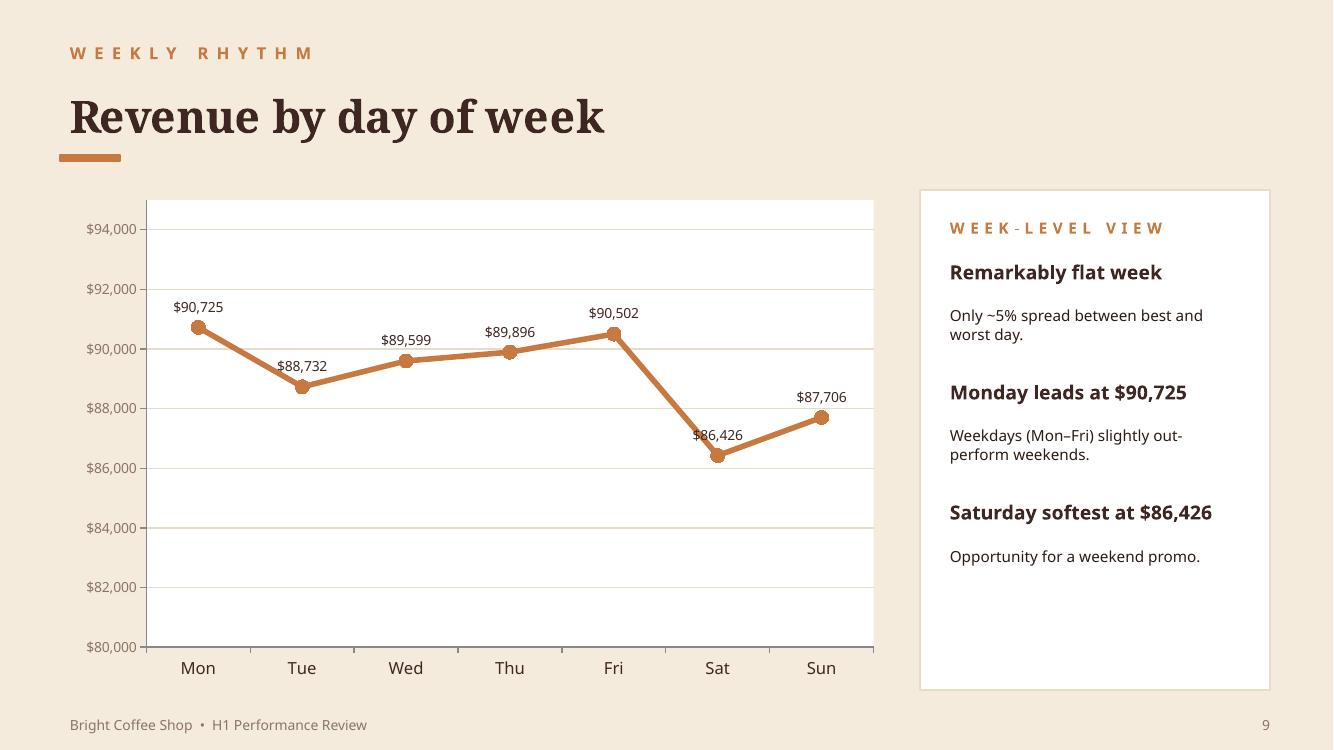 WEEKLY RHYTHM
Revenue by day of week
$94,000
$92,000
$90,000
$88,000
$86,000
$84,000
$82,000
$80,000
$90,725
$88,732
$89,599
$89,896
$90,502
$86,426
$87,706
Mon Tue Wed Thu Fri Sat Sun
WEEK-LEVEL VIEW
Remarkably flat week
Only ~5% spread between best and
worst day.
Monday leads at $90,725
Weekdays (Mon–Fri) slightly out-
perform weekends.
Saturday softest at $86,426
Opportunity for a weekend promo.
Bright Coffee Shop • H1 Performance Review
9